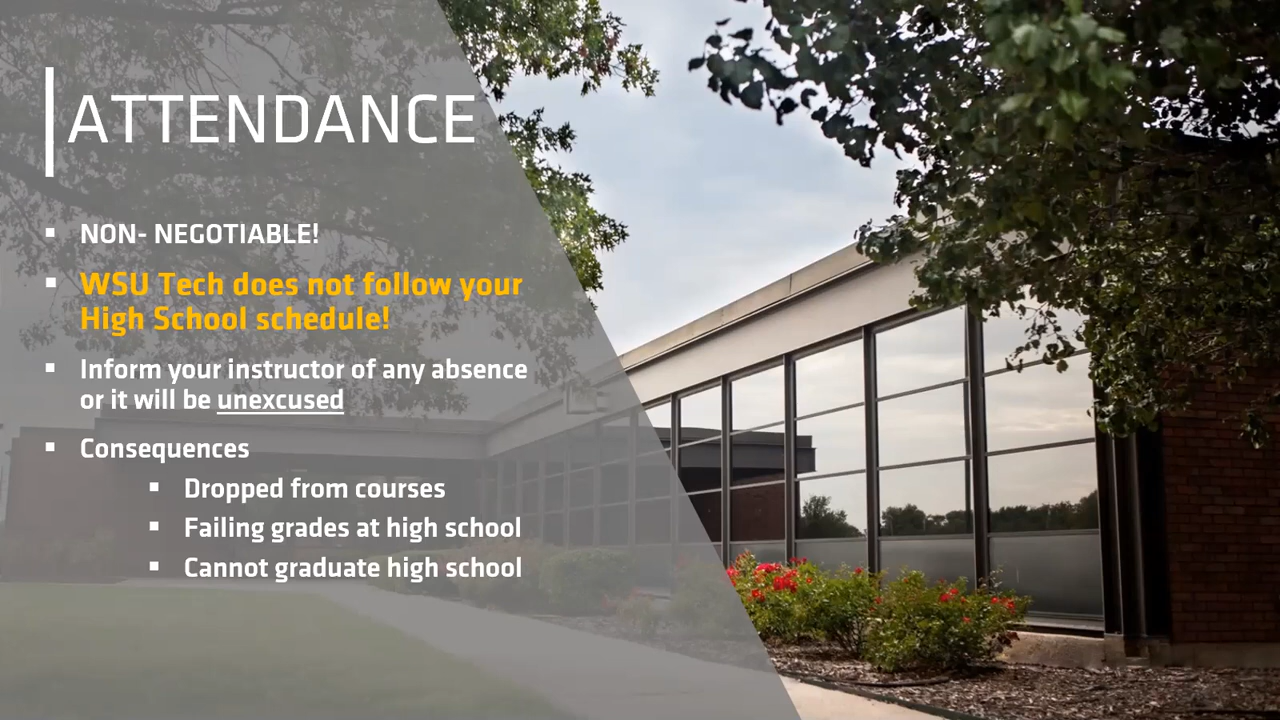 ATTENDANCE
▪ NON- NEGOTIABLE!
▪ WSU Tech does not follow your
High School schedule!
▪ Inform your instructor of any absence
or it will be unexcused
▪ Consequences
▪ Dropped from courses
▪ Failing grades at high school
▪ Cannot graduate high school